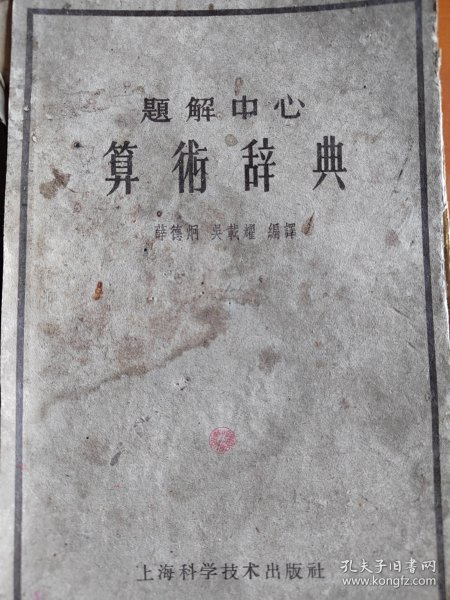 題解中心
算術辞典
薛德炯 吳載耀 編譯
上海科学技术出版社
孔夫子旧书网
www.kongfz.com